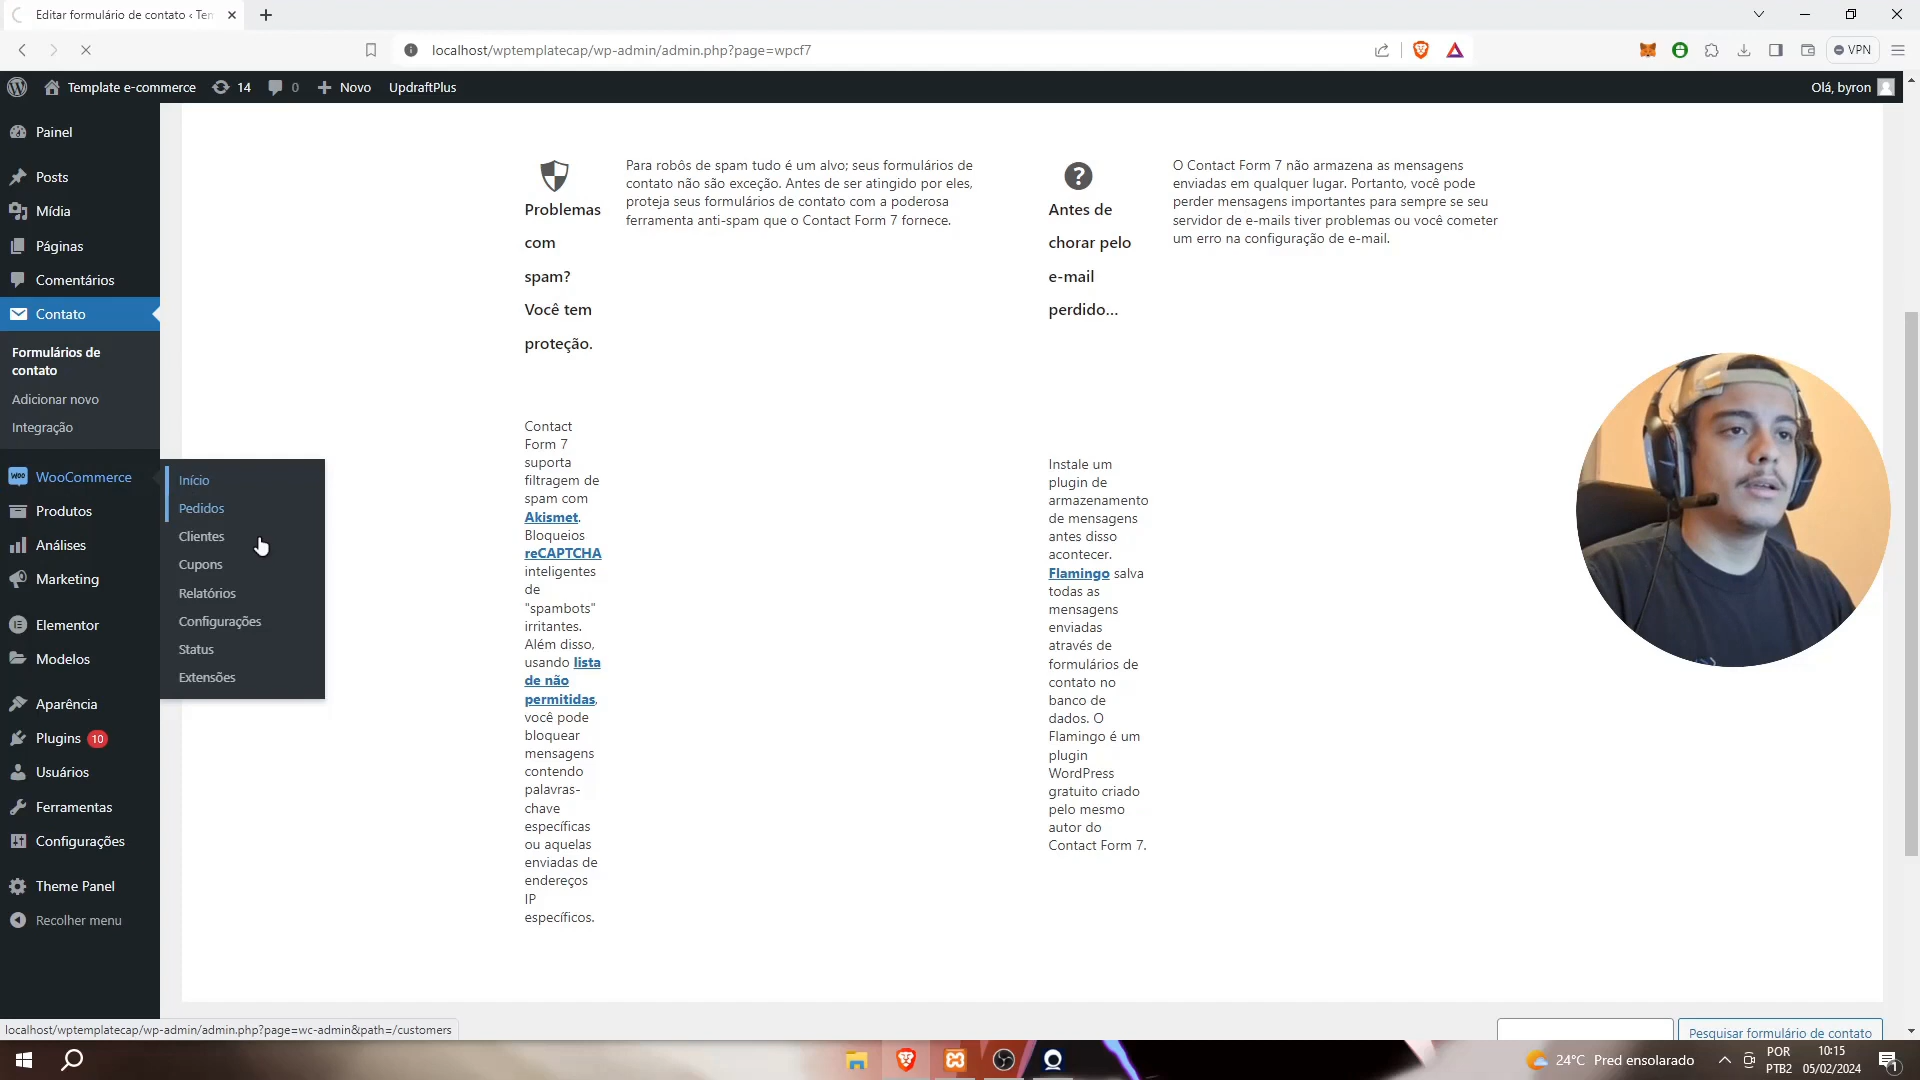 Editar formulário de contato ‹ Ten
localhost/wptemplatecap/wp-admin/admin.php?page=wpcf7
VPN
Template e-commerce
14
0
Novo
UpdraftPlus
Olá, byron
Painel
Posts
Mídia
Páginas
Comentários
Contato
Formulários de
contato
Adicionar novo
Integração
WooCommerce
Produtos
Análises
Marketing
Elementor
Modelos
Aparência
Plugins 10
Usuários
Ferramentas
Configurações
Theme Panel
Recolher menu
Início
Pedidos
Clientes
Cupons
Relatórios
Configurações
Status
Extensões
Problemas
com
spam?
Você tem
proteção.
Para robôs de spam tudo é um alvo; seus formulários de
contato não são exceção. Antes de ser atingido por eles,
proteja seus formulários de contato com a poderosa
ferramenta anti-spam que o Contact Form 7 fornece.
Contact
Form 7
suporta
filtragem de
spam com
Akismet.
Bloqueios
reCAPTCHA
inteligentes
de
"spambots"
irritantes.
Além disso,
usando lista
de não
permitidas,
você pode
bloquear
mensagens
contendo
palavras-
chave
específicas
ou aquelas
enviadas de
endereços
IP
específicos.
Antes de
chorar pelo
e-mail
perdido...
O Contact Form 7 não armazena as mensagens
enviadas em qualquer lugar. Portanto, você pode
perder mensagens importantes para sempre se seu
servidor de e-mails tiver problemas ou você cometer
um erro na configuração de e-mail.
Instale um
plugin de
armazenamento
de mensagens
antes disso
acontecer.
Flamingo salva
todas as
mensagens
enviadas
através de
formulários de
contato no
banco de
dados. O
Flamingo é um
plugin
WordPress
gratuito criado
pelo mesmo
autor do
Contact Form 7.
Pesquisar formulário de contato
localhost/wptemplatecap/wp-admin/admin.php?page=wc-admin&path=/customers
24°C Pred ensolarado
POR
PTB2
10:15
05/02/2024
1